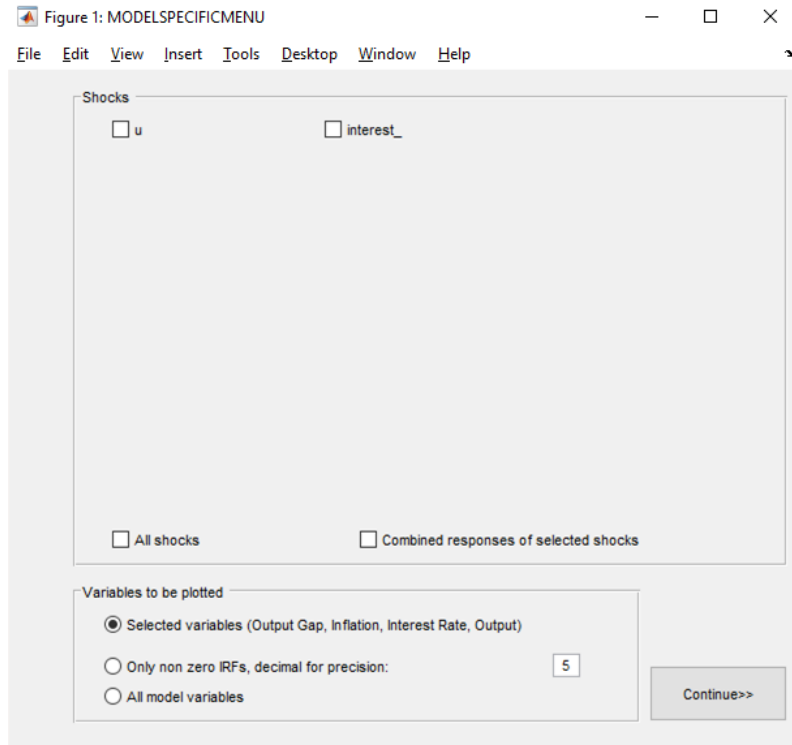 Figure 1: MODELSPECIFICMENU
File Edit View Insert Tools Desktop Window Help
Shocks
u interest_
All shocks Combined responses of selected shocks
Variables to be plotted
Selected variables (Output Gap, Inflation, Interest Rate, Output)
Only non zero IRFs, decimal for precision: 5
All model variables
Continue>>